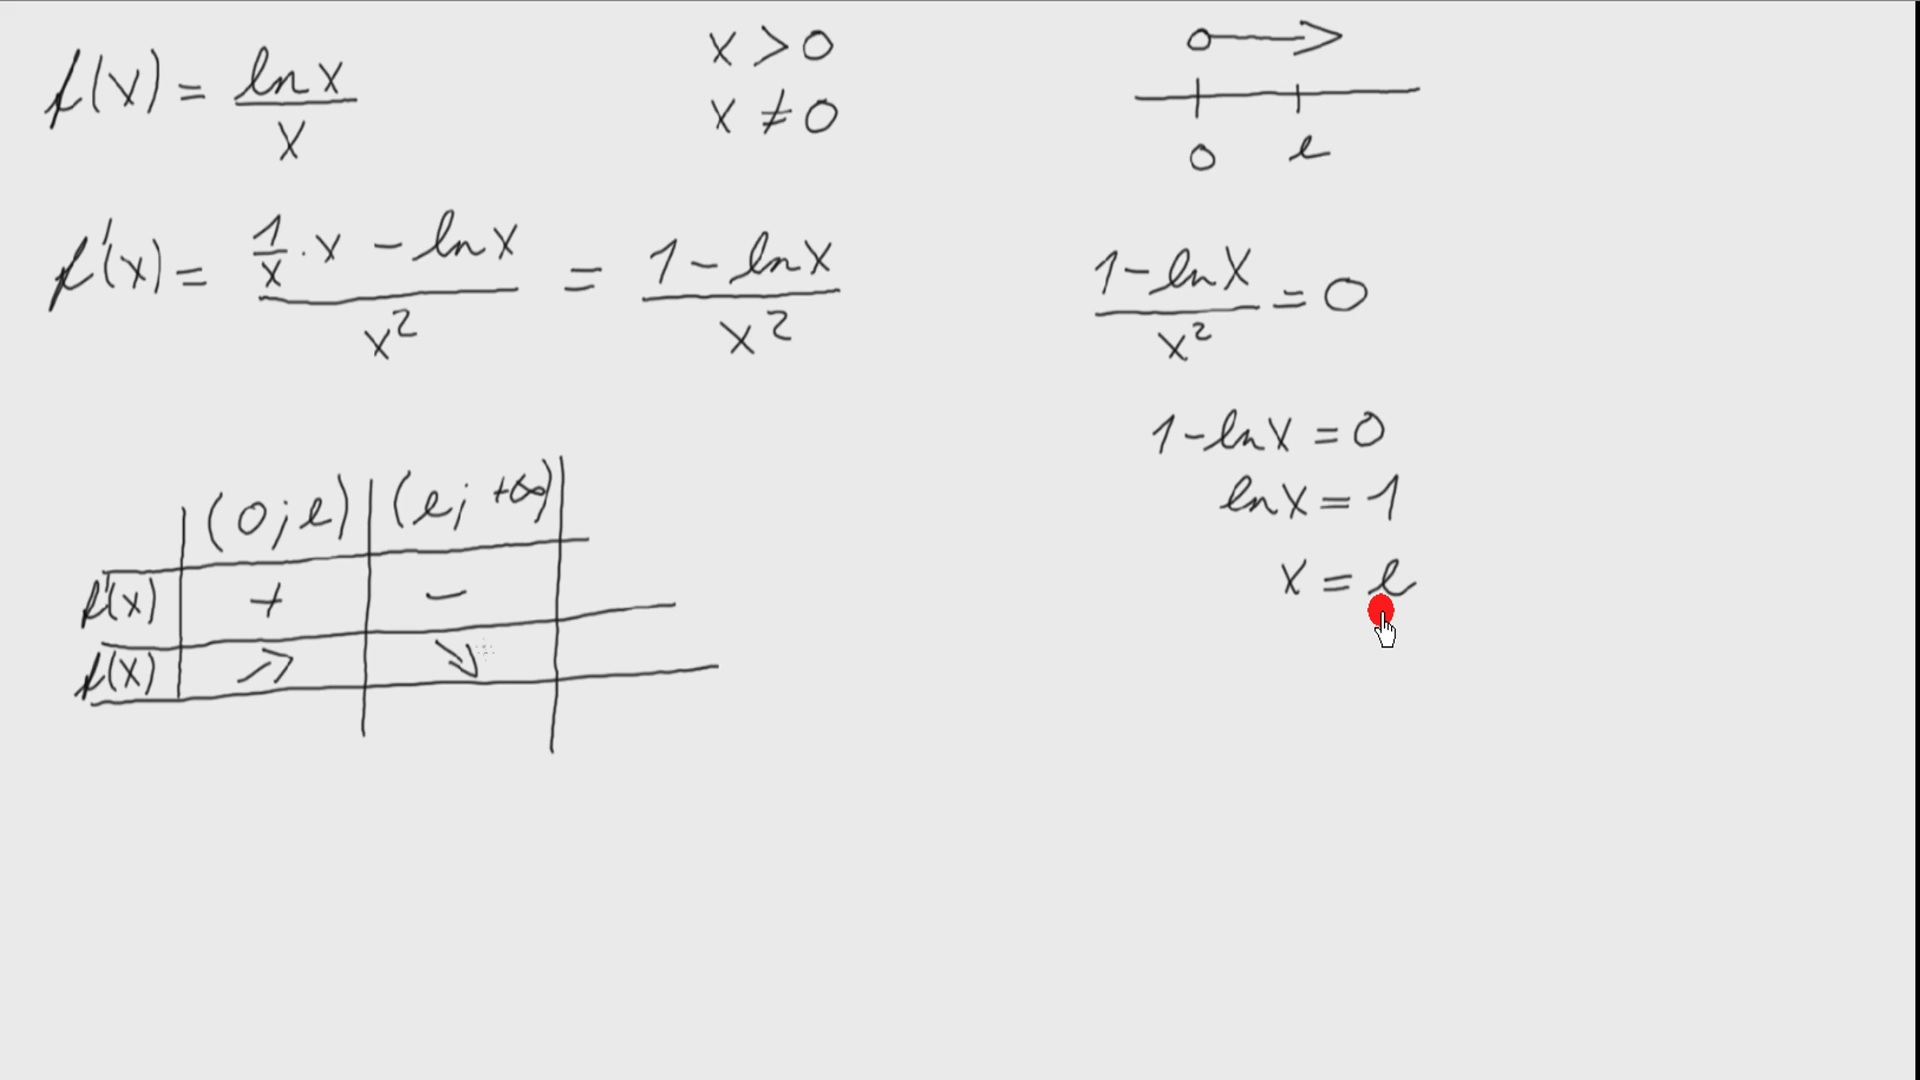 f(x) = ln x / x
x > 0
x ≠ 0
0 e
f'(x) = (1/x · x − ln x) / x² = (1 − ln x) / x²
(1 − ln x) / x² = 0
1 − ln x = 0
ln x = 1
x = e
(0; e) (e; +∞)
f'(x) + −
f(x) ↗ ↘